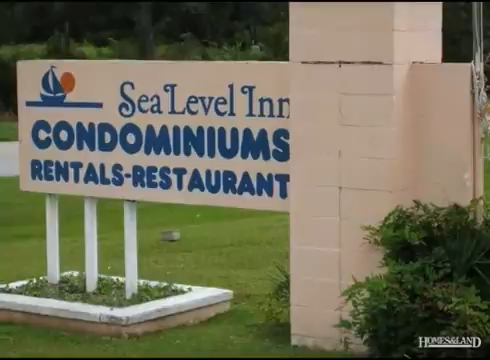 Sea Level Inn
CONDOMINIUMS
RENTALS-RESTAURANT
HOMES&LAND